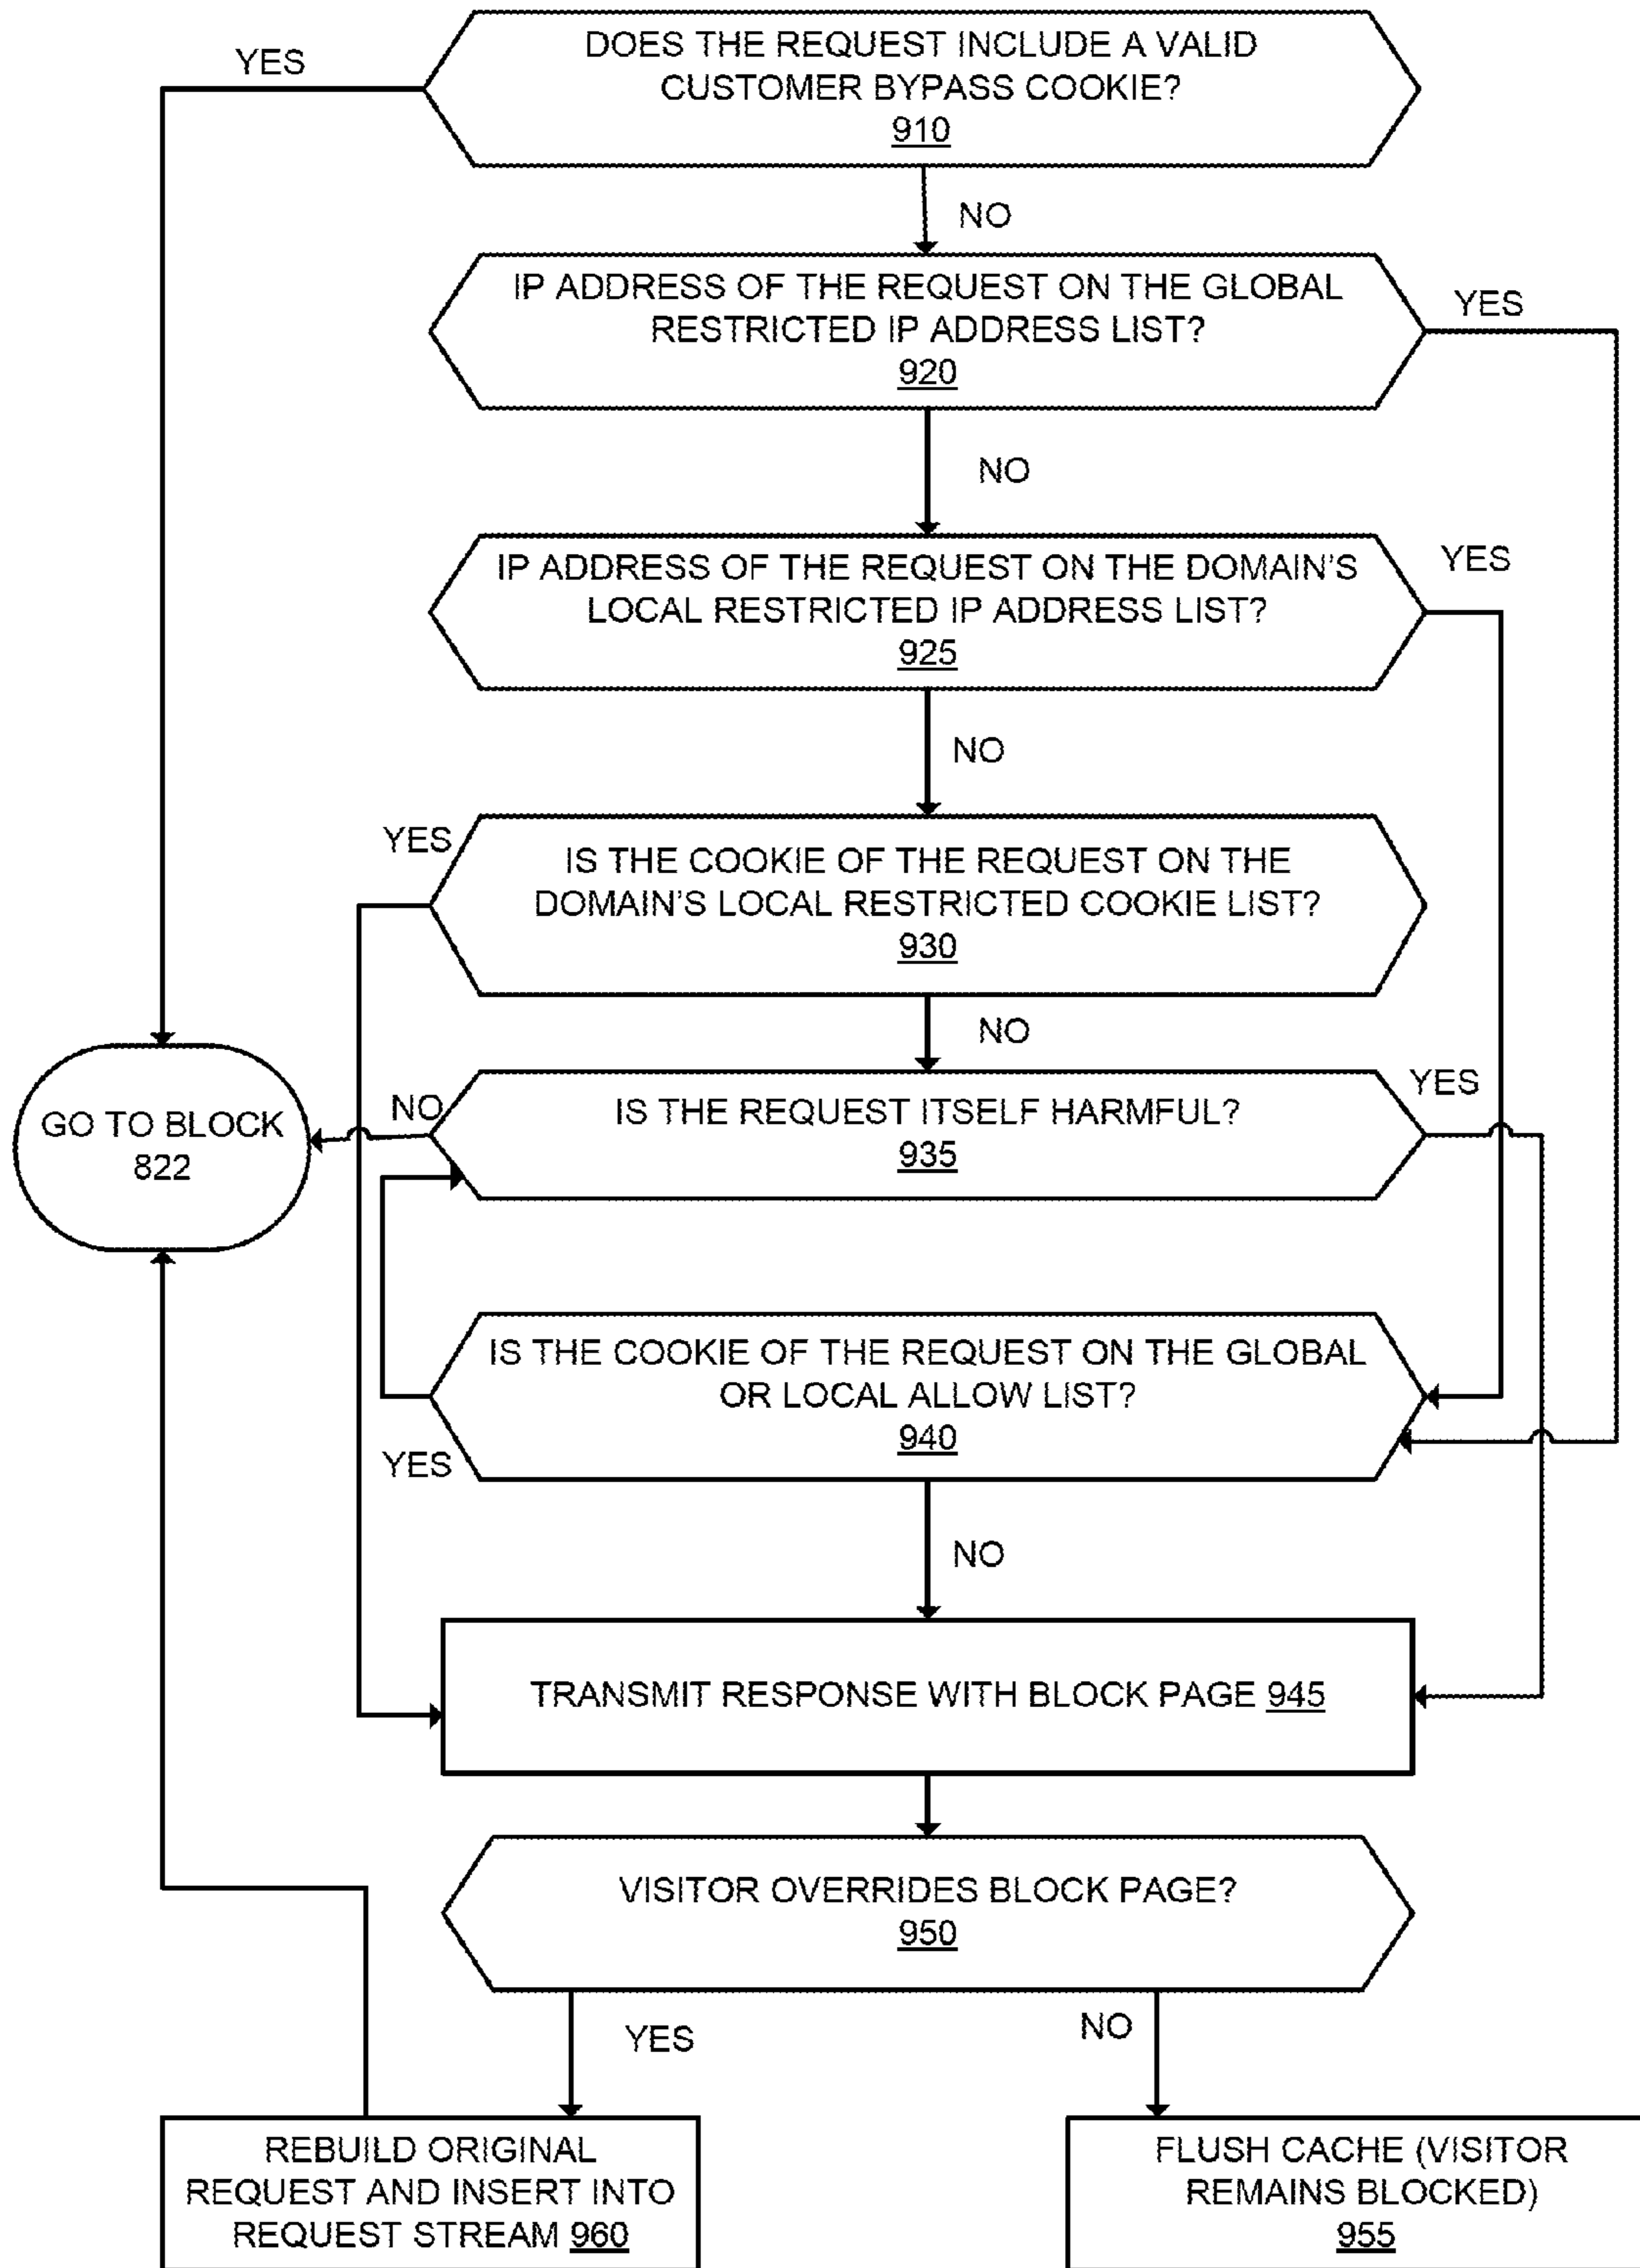 DOES THE REQUEST INCLUDE A VALID
CUSTOMER BYPASS COOKIE?
910
YES
NO
IP ADDRESS OF THE REQUEST ON THE GLOBAL
RESTRICTED IP ADDRESS LIST?
920
YES
NO
IP ADDRESS OF THE REQUEST ON THE DOMAIN'S
LOCAL RESTRICTED IP ADDRESS LIST?
925
YES
NO
YES
IS THE COOKIE OF THE REQUEST ON THE
DOMAIN'S LOCAL RESTRICTED COOKIE LIST?
930
NO
GO TO BLOCK
822
NO
IS THE REQUEST ITSELF HARMFUL?
935
YES
IS THE COOKIE OF THE REQUEST ON THE GLOBAL
OR LOCAL ALLOW LIST?
940
YES
NO
TRANSMIT RESPONSE WITH BLOCK PAGE 945
VISITOR OVERRIDES BLOCK PAGE?
950
YES
NO
REBUILD ORIGINAL
REQUEST AND INSERT INTO
REQUEST STREAM 960
FLUSH CACHE (VISITOR
REMAINS BLOCKED)
955